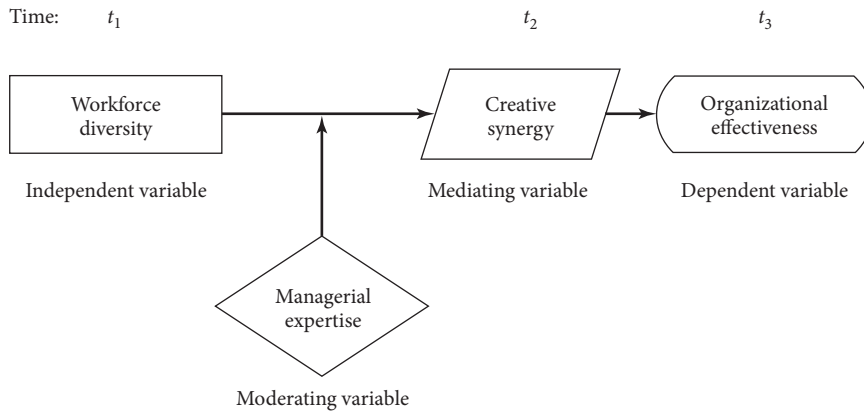 Time: t1 t2 t3
Workforce
diversity
Creative
synergy
Organizational
effectiveness
Independent variable
Mediating variable
Dependent variable
Managerial
expertise
Moderating variable